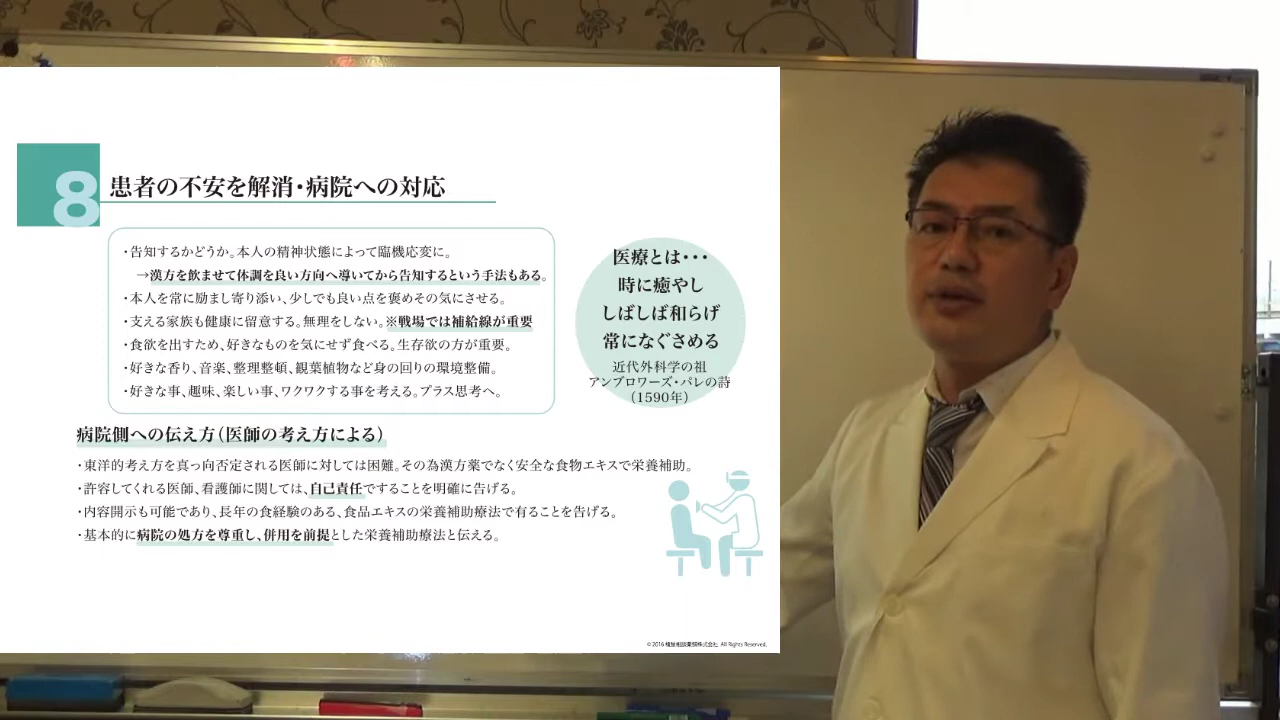 8
患者の不安を解消・病院への対応
・告知するかどうか。本人の精神状態によって臨機応変に。
→漢方を飲ませて体調を良い方向へ導いてから告知するという手法もある。
・本人を常に励まし寄り添い、少しでも良い点を褒めその気にさせる。
・支える家族も健康に留意する。無理をしない。※戦場では補給線が重要
・食欲を出すため、好きなものを気にせず食べる。生存欲の方が重要。
・好きな香り、音楽、整理整頓、観葉植物など身の回りの環境整備。
・好きな事、趣味、楽しい事、ワクワクする事を考える。プラス思考へ。
医療とは・・・
時に癒やし
しばしば和らげ
常になぐさめる
近代外科学の祖
アンブロワーズ・パレの詩
（1590年）
病院側への伝え方（医師の考え方による）
・東洋的考え方を真っ向否定される医師に対しては困難。その為漢方薬でなく安全な食物エキスで栄養補助。
・許容してくれる医師、看護師に関しては、自己責任ですることを明確に告げる。
・内容開示も可能であり、長年の食経験のある、食品エキスの栄養補助療法で有ることを告げる。
・基本的に病院の処方を尊重し、併用を前提とした栄養補助療法と伝える。
© 2016 株式会社. All Rights Reserved.